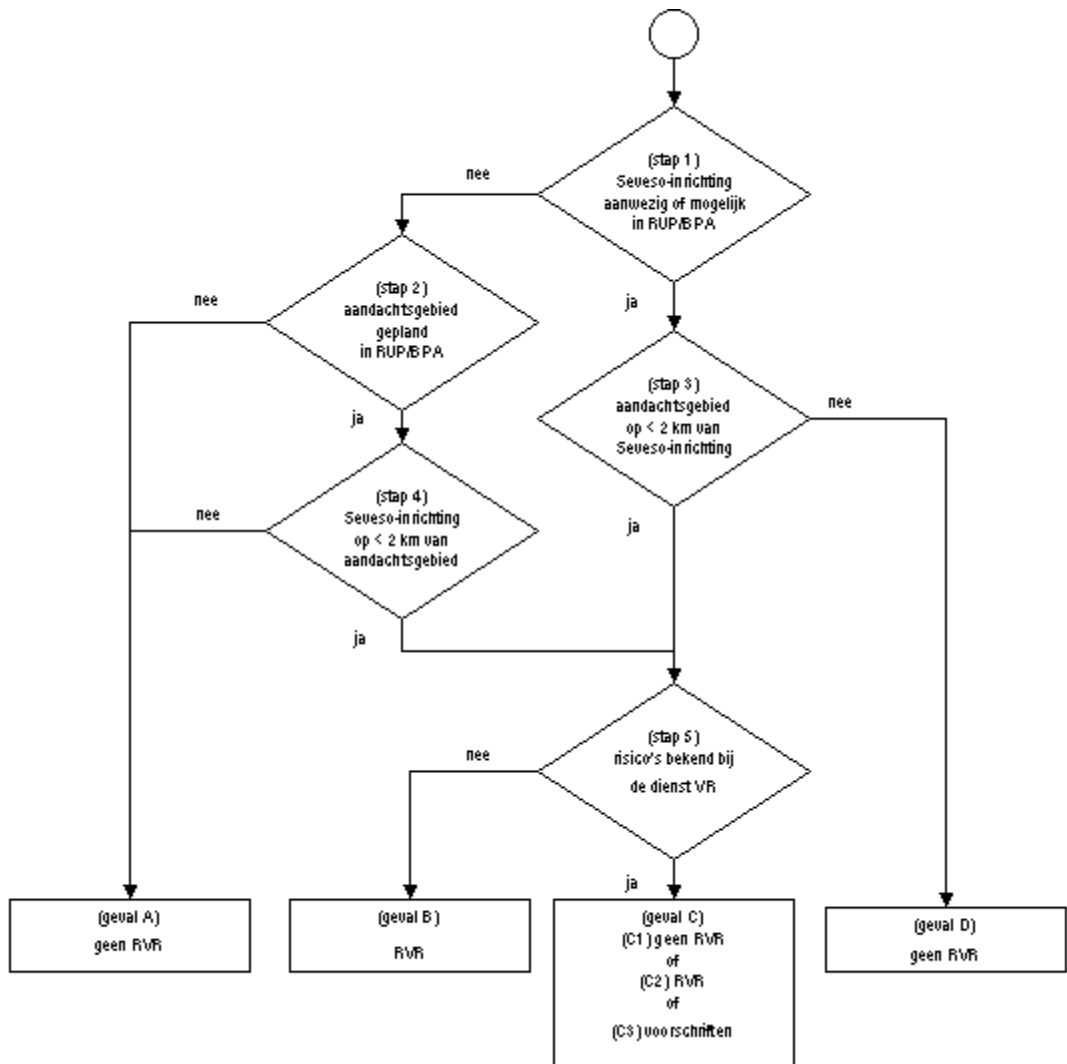 (stap 1)
Seveso-inrichting
aanwezig of mogelijk
in RUP/BPA
nee
ja
(stap 2)
aandachtsgebied
gepland
in RUP/BPA
nee
ja
(stap 3)
aandachtsgebied
op < 2 km van
Seveso-inrichting
nee
ja
(stap 4)
Seveso-inrichting
op < 2 km van
aandachtsgebied
nee
ja
(stap 5)
risico's bekend bij
de dienst VR
nee
ja
(geval A)
geen RVR
(geval B)
RVR
(geval C)
(C1) geen RVR
of
(C2) RVR
of
(C3) voorschriften
(geval D)
geen RVR